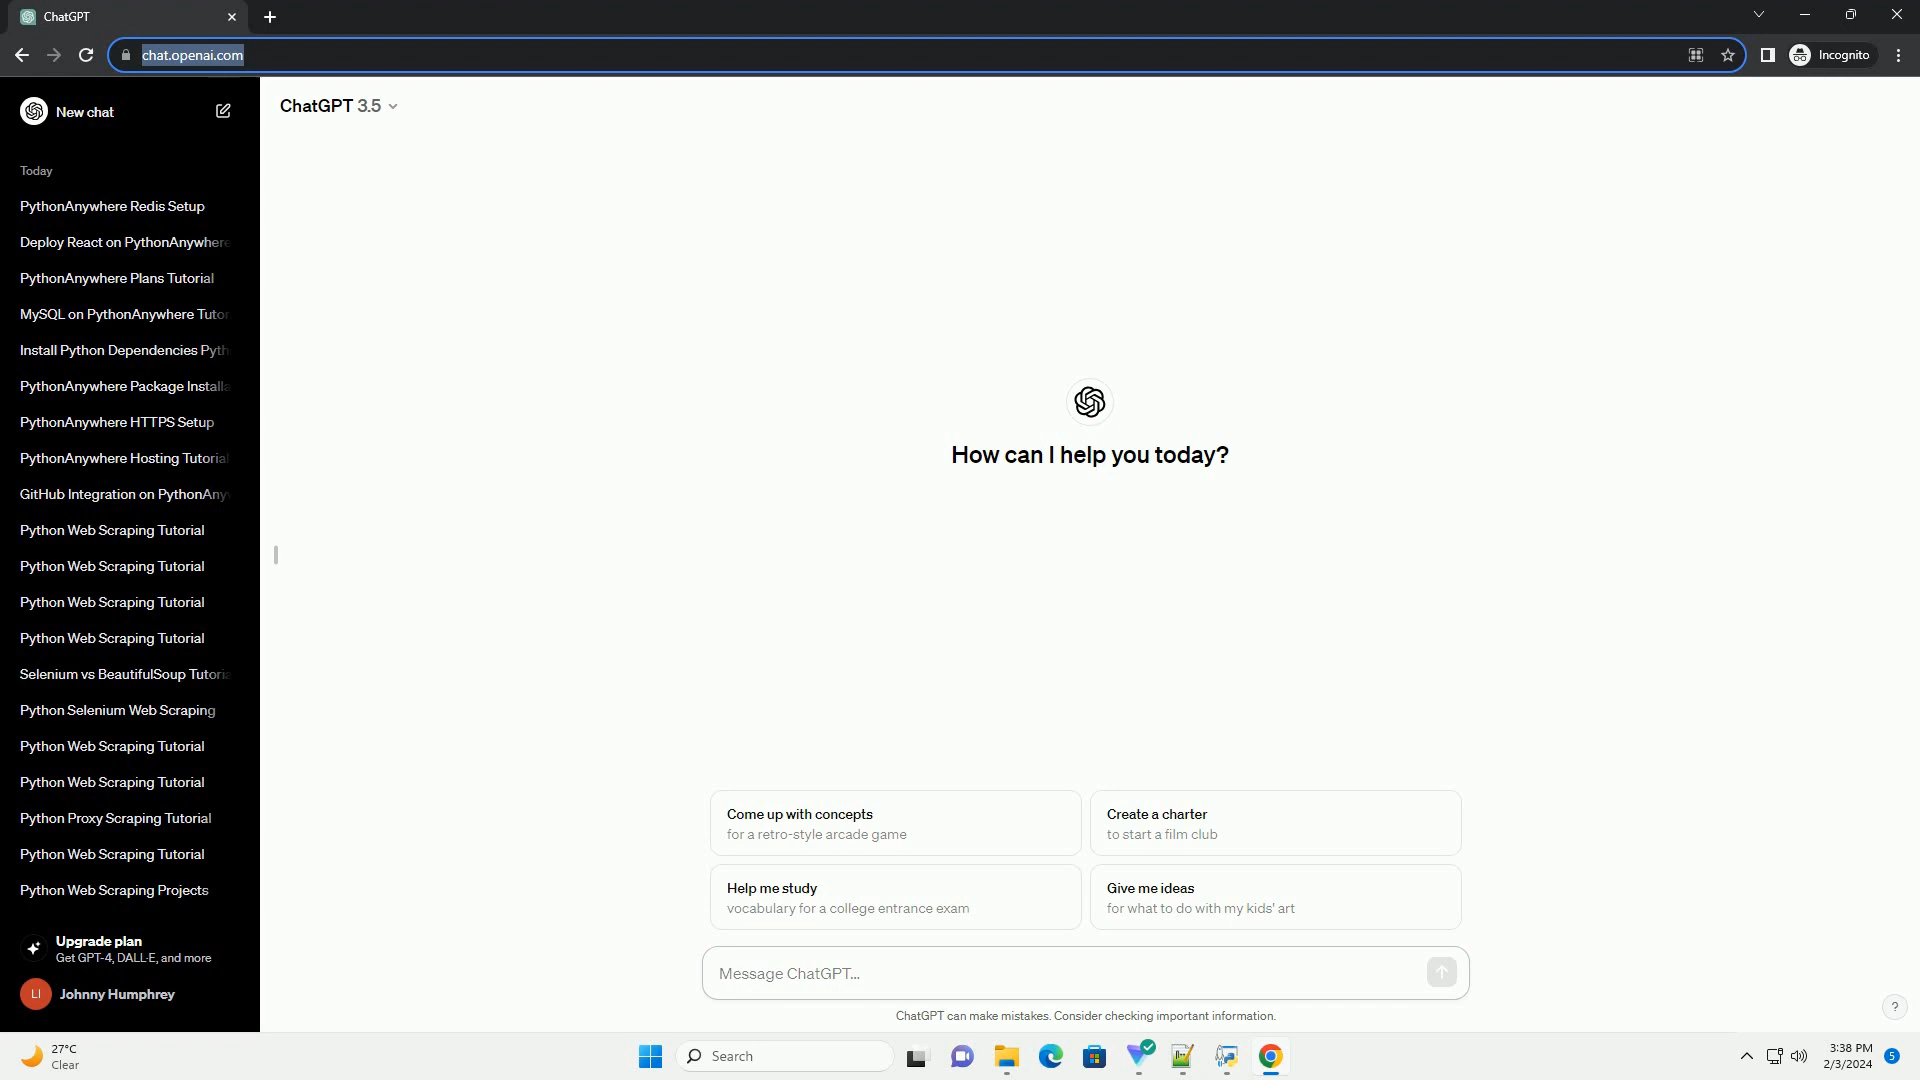 ChatGPT
chat.openai.com
Incognito
New chat
ChatGPT 3.5
Today
PythonAnywhere Redis Setup
Deploy React on PythonAnywhere
PythonAnywhere Plans Tutorial
MySQL on PythonAnywhere Tutor
Install Python Dependencies Pyth
PythonAnywhere Package Installa
PythonAnywhere HTTPS Setup
PythonAnywhere Hosting Tutorial
GitHub Integration on PythonAnyw
Python Web Scraping Tutorial
Python Web Scraping Tutorial
Python Web Scraping Tutorial
Python Web Scraping Tutorial
Selenium vs BeautifulSoup Tutoria
Python Selenium Web Scraping
Python Web Scraping Tutorial
Python Web Scraping Tutorial
Python Proxy Scraping Tutorial
Python Web Scraping Tutorial
Python Web Scraping Projects
Upgrade plan
Get GPT-4, DALL·E, and more
LI
Johnny Humphrey
How can I help you today?
Come up with concepts
for a retro-style arcade game
Create a charter
to start a film club
Help me study
vocabulary for a college entrance exam
Give me ideas
for what to do with my kids' art
Message ChatGPT...
ChatGPT can make mistakes. Consider checking important information.
?
27°C
Clear
Search
3:38 PM
2/3/2024
5